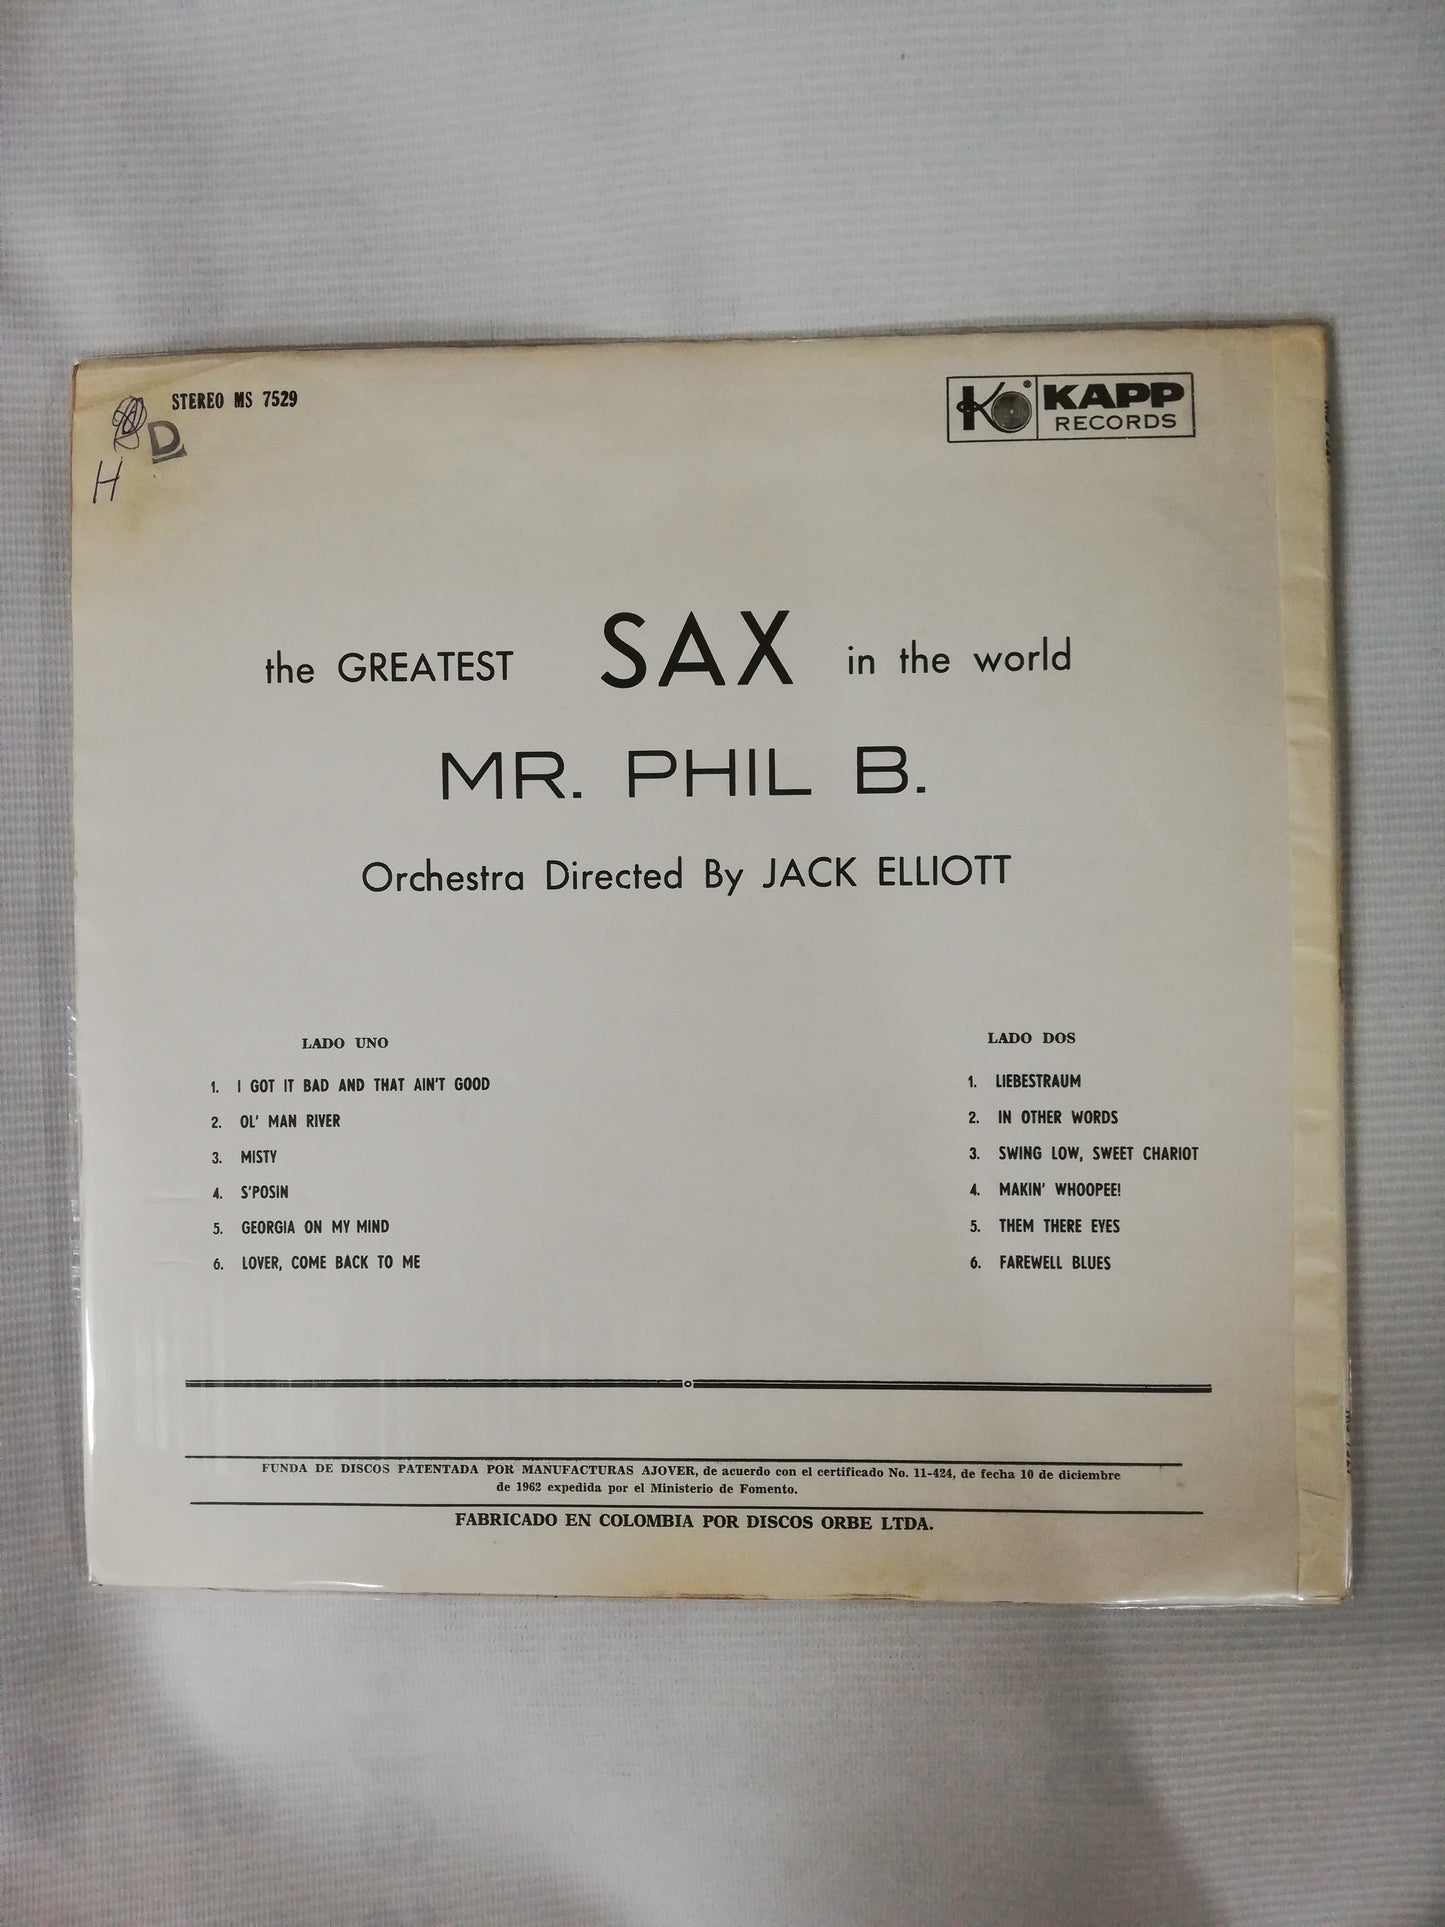 STEREO MS 7529
D
H
KAPP
RECORDS
the GREATEST SAX in the world
MR. PHIL B.
Orchestra Directed By JACK ELLIOTT
LADO UNO
1. I GOT IT BAD AND THAT AIN'T GOOD
2. OL' MAN RIVER
3. MISTY
4. S'POSIN
5. GEORGIA ON MY MIND
6. LOVER, COME BACK TO ME
LADO DOS
1. LIEBESTRAUM
2. IN OTHER WORDS
3. SWING LOW, SWEET CHARIOT
4. MAKIN' WHOOPEE!
5. THEM THERE EYES
6. FAREWELL BLUES
FUNDA DE DISCOS PATENTADA POR MANUFACTURAS AJOVER, de acuerdo con el certificado No. 11-424, de fecha 10 de diciembre
de 1962 expedida por el Ministerio de Fomento.
FABRICADO EN COLOMBIA POR DISCOS ORBE LTDA.